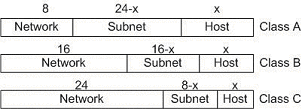 8 24-x x
Network Subnet Host Class A
16 16-x x
Network Subnet Host Class B
24 8-x x
Network Subnet Host Class C